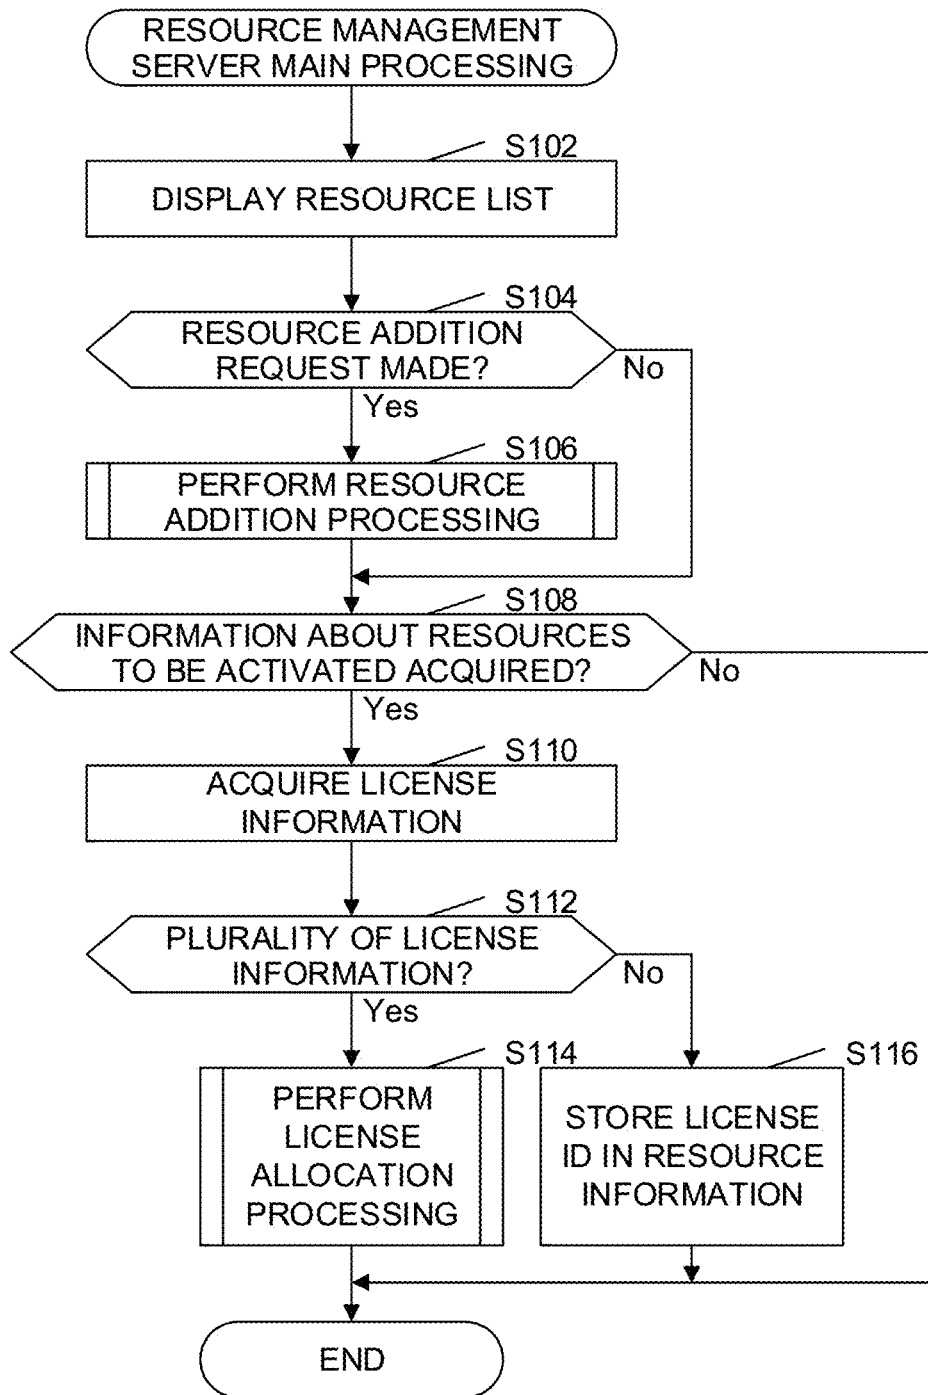 RESOURCE MANAGEMENT
SERVER MAIN PROCESSING
S102
DISPLAY RESOURCE LIST
S104
RESOURCE ADDITION
REQUEST MADE?
No
Yes
S106
PERFORM RESOURCE
ADDITION PROCESSING
S108
INFORMATION ABOUT RESOURCES
TO BE ACTIVATED ACQUIRED?
No
Yes
S110
ACQUIRE LICENSE
INFORMATION
S112
PLURALITY OF LICENSE
INFORMATION?
No
Yes
S114
PERFORM
LICENSE
ALLOCATION
PROCESSING
S116
STORE LICENSE
ID IN RESOURCE
INFORMATION
END